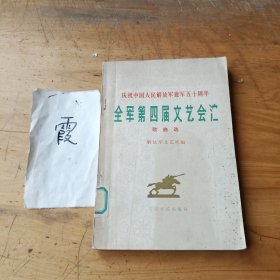 庆祝中国人民解放军建军五十周年
全军第四届文艺会汇
歌曲选
解放军文艺社编
霞